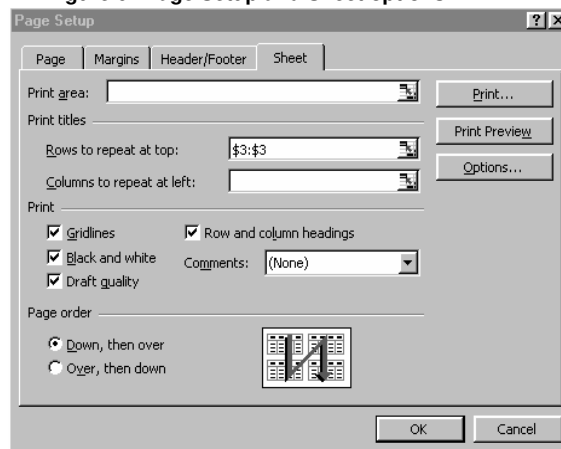 Page Setup
Page Margins Header/Footer Sheet
Print area:
Print...
Print titles
Print Preview
Rows to repeat at top: $3:$3
Options...
Columns to repeat at left:
Print
Gridlines Row and column headings
Black and white Comments: (None)
Draft quality
Page order
Down, then over
Over, then down
OK Cancel